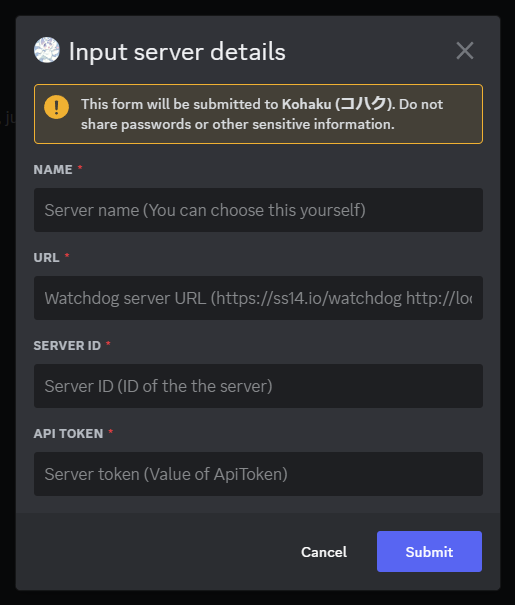 Input server details
This form will be submitted to Kohaku (コハク). Do not
share passwords or other sensitive information.
NAME *
Server name (You can choose this yourself)
URL *
Watchdog server URL (https://ss14.io/watchdog http://loc
SERVER ID *
Server ID (ID of the the server)
API TOKEN *
Server token (Value of ApiToken)
Cancel Submit